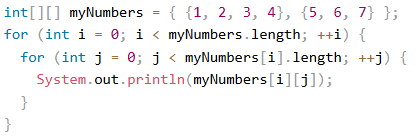 int[][] myNumbers = { {1, 2, 3, 4}, {5, 6, 7} };
for (int i = 0; i < myNumbers.length; ++i) {
  for (int j = 0; j < myNumbers[i].length; ++j) {
    System.out.println(myNumbers[i][j]);
  }
}